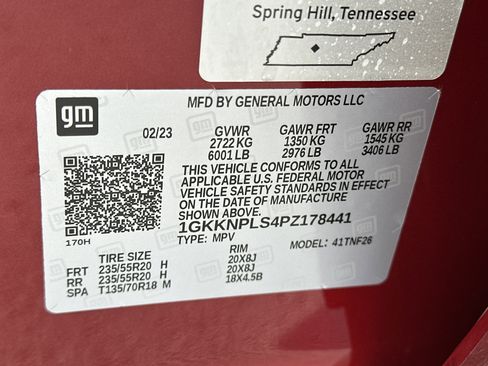 Spring Hill, Tennessee
gm
MFD BY GENERAL MOTORS LLC
02/23 GVWR GAWR FRT GAWR RR
2722 KG 1350 KG 1545 KG
6001 LB 2976 LB 3406 LB
THIS VEHICLE CONFORMS TO ALL
APPLICABLE U.S. FEDERAL MOTOR
VEHICLE SAFETY STANDARDS IN EFFECT
ON THE DATE OF MANUFACTURE
SHOWN ABOVE.
1GKKNPLS4PZ178441
170H TYPE: MPV MODEL: 41TNF26
TIRE SIZE RIM
FRT 235/55R20 H 20X8J
RR 235/55R20 H 20X8J
SPA T135/70R18 M 18X4.5B